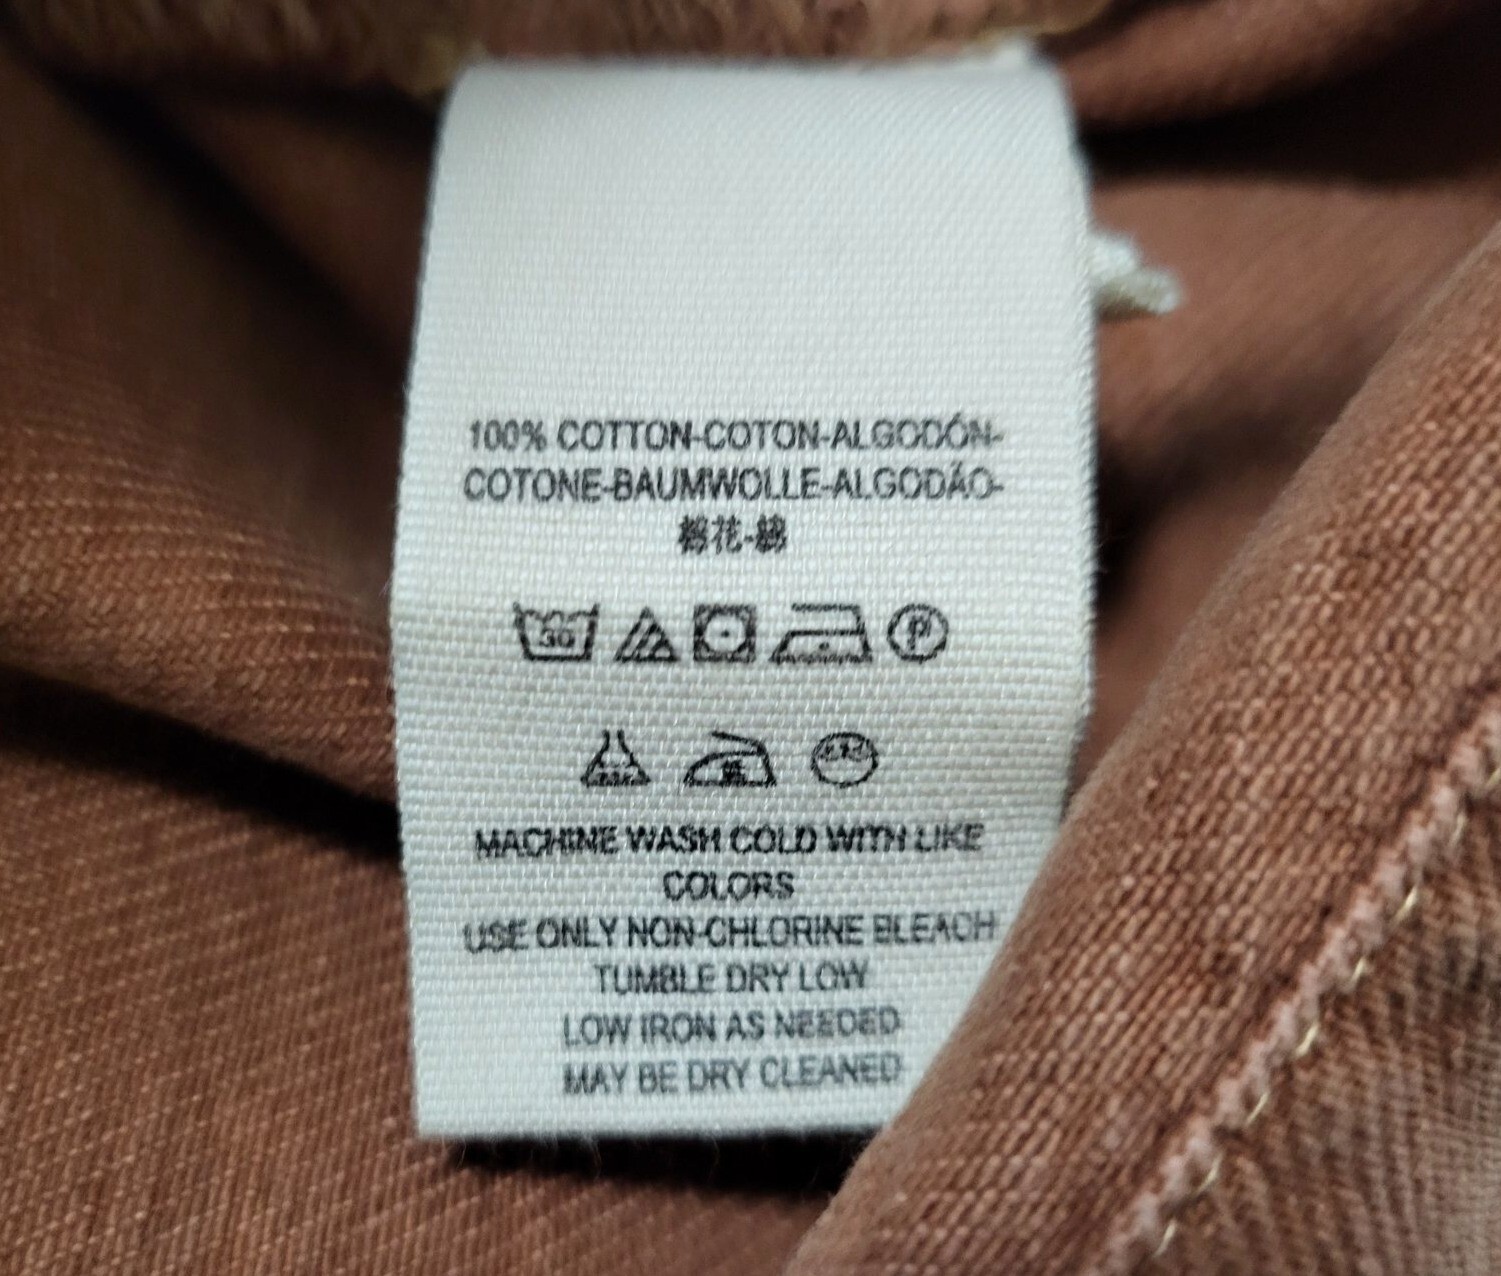 100% COTTON-COTON-ALGODÓN-
COTONE-BAUMWOLLE-ALGODÃO-
棉花-綿
30
P
MACHINE WASH COLD WITH LIKE
COLORS
USE ONLY NON-CHLORINE BLEACH
TUMBLE DRY LOW
LOW IRON AS NEEDED
MAY BE DRY CLEANED